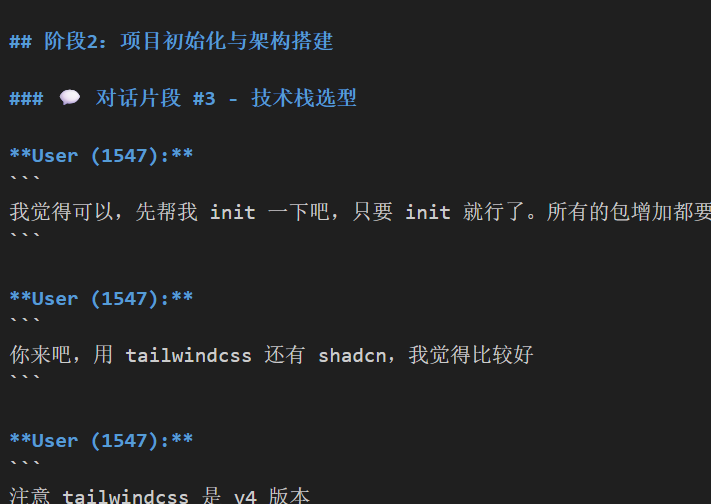 ## 阶段2：项目初始化与架构搭建
### 💬 对话片段 #3 - 技术栈选型
**User (1547):**
```
我觉得可以，先帮我 init 一下吧，只要 init 就行了。所有的包增加都要
```
**User (1547):**
```
你来吧，用 tailwindcss 还有 shadcn，我觉得比较好
```
**User (1547):**
```
注意 tailwindcss 是 v4 版本